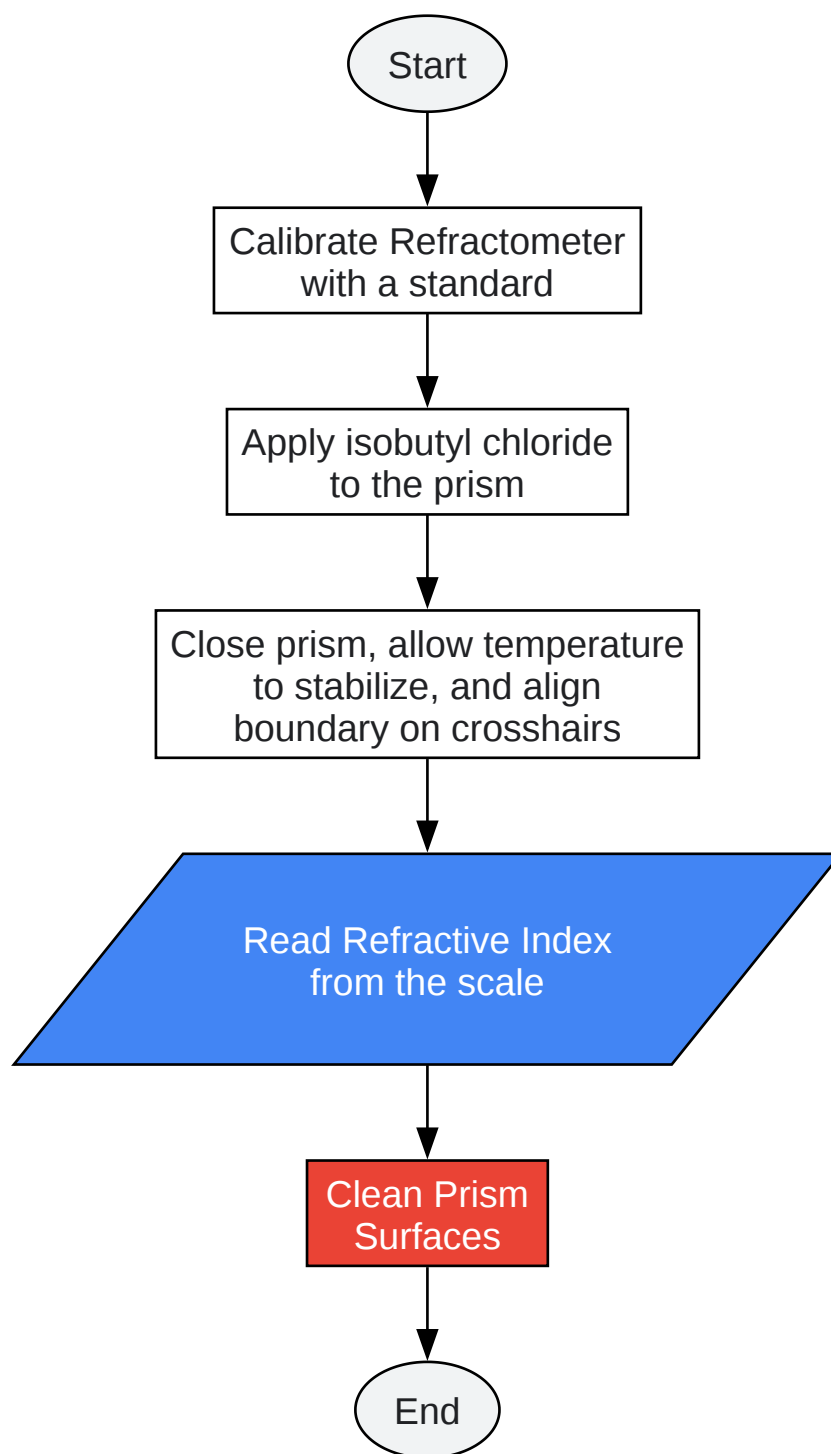 Start
Calibrate Refractometer
with a standard
Apply isobutyl chloride
to the prism
Close prism, allow temperature
to stabilize, and align
boundary on crosshairs
Read Refractive Index
from the scale
Clean Prism
Surfaces
End